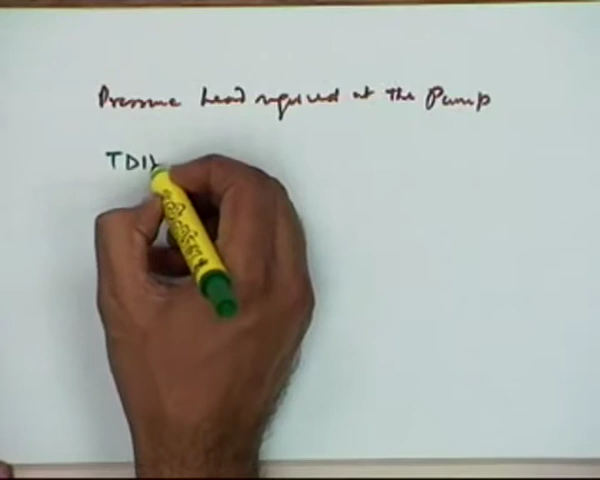 Pressure head required at the Pump
TDH